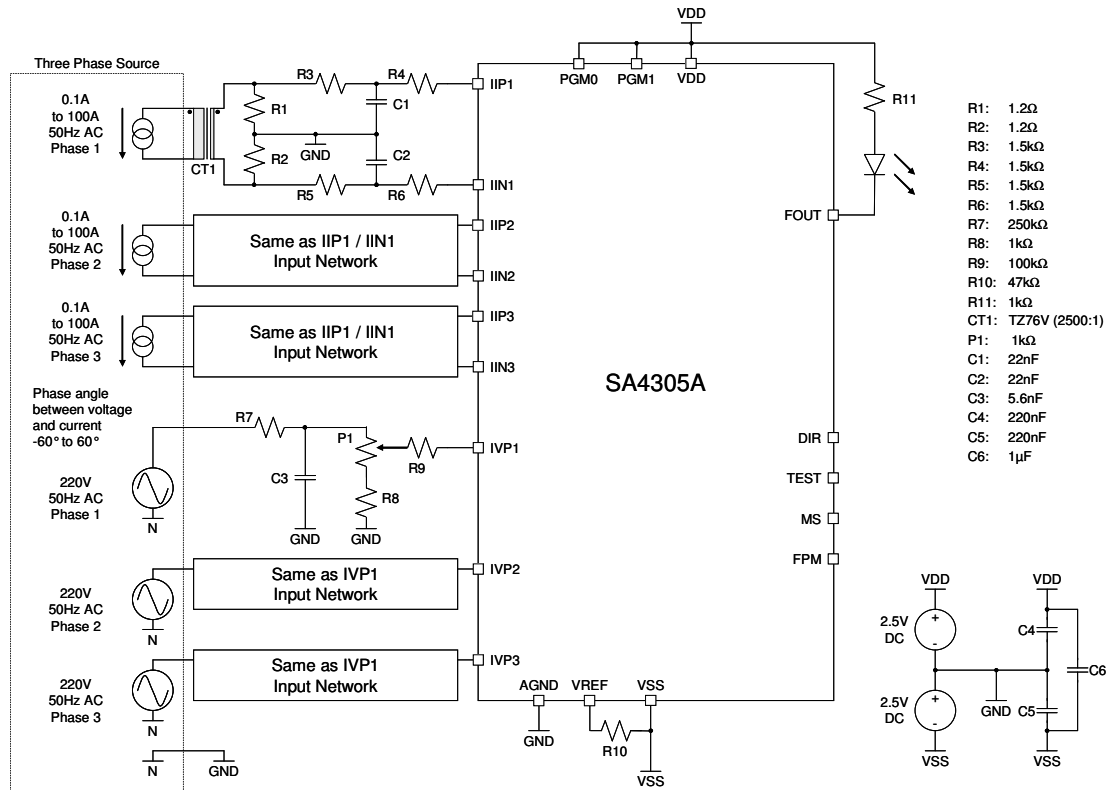 VDD
Three Phase Source
PGM0
PGM1
VDD
R3
R4
IIP1
0.1A
to 100A
50Hz AC
Phase 1
R1
C1
R11
CT1
R2
GND
C2
R5
R6
IIN1
FOUT
0.1A
to 100A
50Hz AC
Phase 2
Same as IIP1 / IIN1
Input Network
IIP2
IIN2
0.1A
to 100A
50Hz AC
Phase 3
Same as IIP1 / IIN1
Input Network
IIP3
IIN3
SA4305A
Phase angle
between voltage
and current
-60° to 60°
R7
P1
R9
IVP1
C3
R8
GND
GND
220V
50Hz AC
Phase 1
N
DIR
TEST
MS
FPM
220V
50Hz AC
Phase 2
N
Same as IVP1
Input Network
IVP2
220V
50Hz AC
Phase 3
N
Same as IVP1
Input Network
IVP3
AGND
VREF
VSS
GND
R10
VSS
N
GND
R1: 1.2Ω
R2: 1.2Ω
R3: 1.5kΩ
R4: 1.5kΩ
R5: 1.5kΩ
R6: 1.5kΩ
R7: 250kΩ
R8: 1kΩ
R9: 100kΩ
R10: 47kΩ
R11: 1kΩ
CT1: TZ76V (2500:1)
P1: 1kΩ
C1: 22nF
C2: 22nF
C3: 5.6nF
C4: 220nF
C5: 220nF
C6: 1µF
VDD
VDD
2.5V
DC
+
-
C4
C6
2.5V
DC
+
-
GND
C5
VSS
VSS